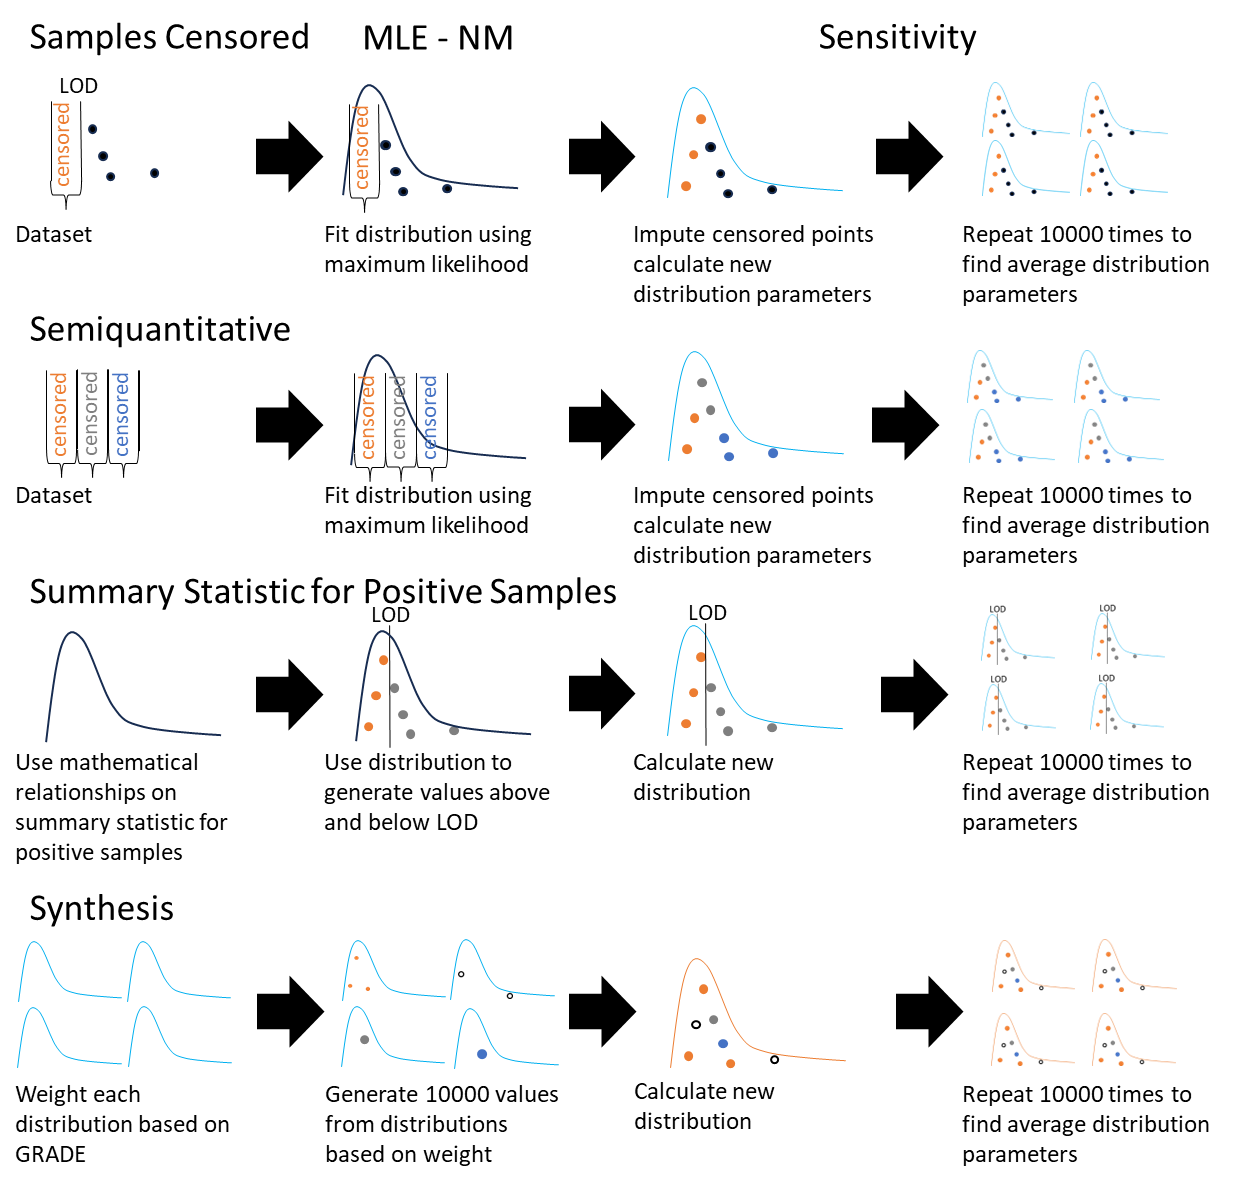 Samples Censored
MLE - NM
Sensitivity
LOD
censored
censored
Dataset
Fit distribution using
maximum likelihood
Impute censored points
calculate new
distribution parameters
Repeat 10000 times to
find average distribution
parameters
Semiquantitative
censored
censored
censored
censored
censored
censored
Dataset
Fit distribution using
maximum likelihood
Impute censored points
calculate new
distribution parameters
Repeat 10000 times to
find average distribution
parameters
Summary Statistic for Positive Samples
LOD
LOD
LOD
LOD
LOD
LOD
Use mathematical
relationships on
summary statistic for
positive samples
Use distribution to
generate values above
and below LOD
Calculate new
distribution
Repeat 10000 times to
find average distribution
parameters
Synthesis
Weight each
distribution based on
GRADE
Generate 10000 values
from distributions
based on weight
Calculate new
distribution
Repeat 10000 times to
find average distribution
parameters